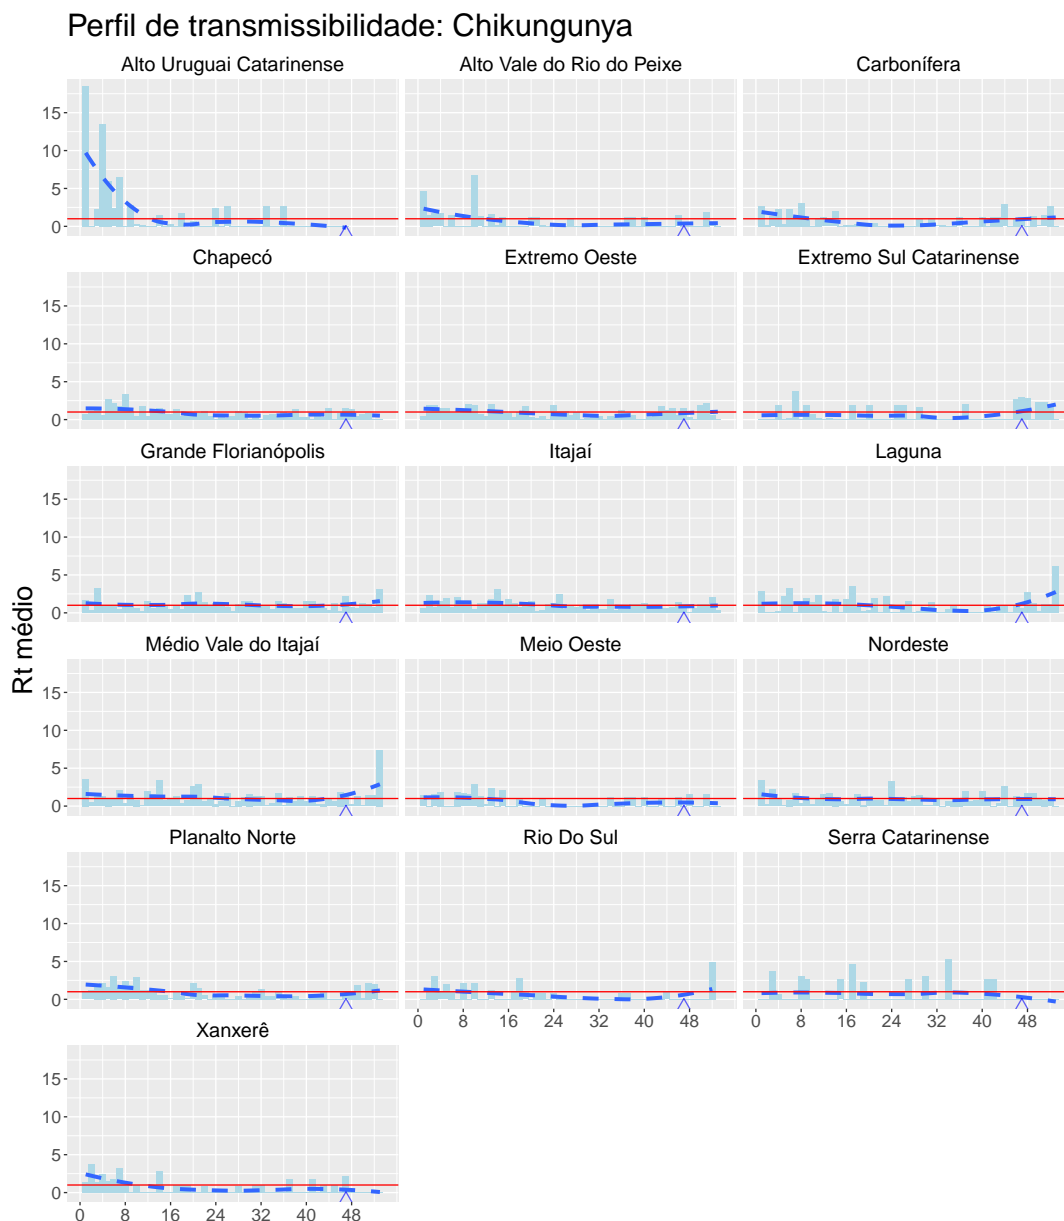 Perfil de transmissibilidade: Chikungunya
Alto Uruguai Catarinense Alto Vale do Rio do Peixe Carbonífera
15
10
5
0
Chapecó Extremo Oeste Extremo Sul Catarinense
15
10
5
0
Grande Florianópolis Itajaí Laguna
15
10
5
0
Rt médio
Médio Vale do Itajaí Meio Oeste Nordeste
15
10
5
0
Planalto Norte Rio Do Sul Serra Catarinense
15
10
5
0
0 8 16 24 32 40 48 0 8 16 24 32 40 48
Xanxerê
15
10
5
0
0 8 16 24 32 40 48